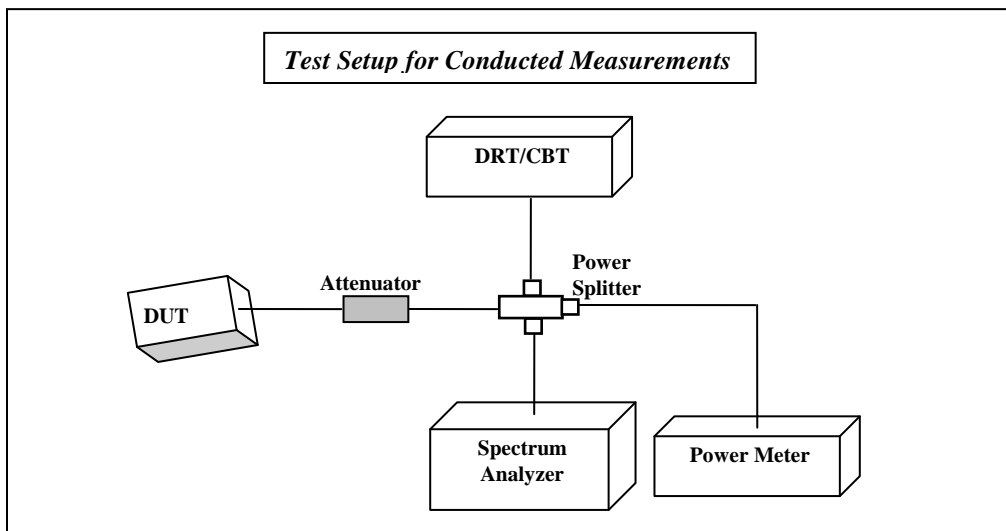 Test Setup for Conducted Measurements
DRT/CBT
Power
Splitter
Attenuator
DUT
Spectrum
Analyzer
Power Meter